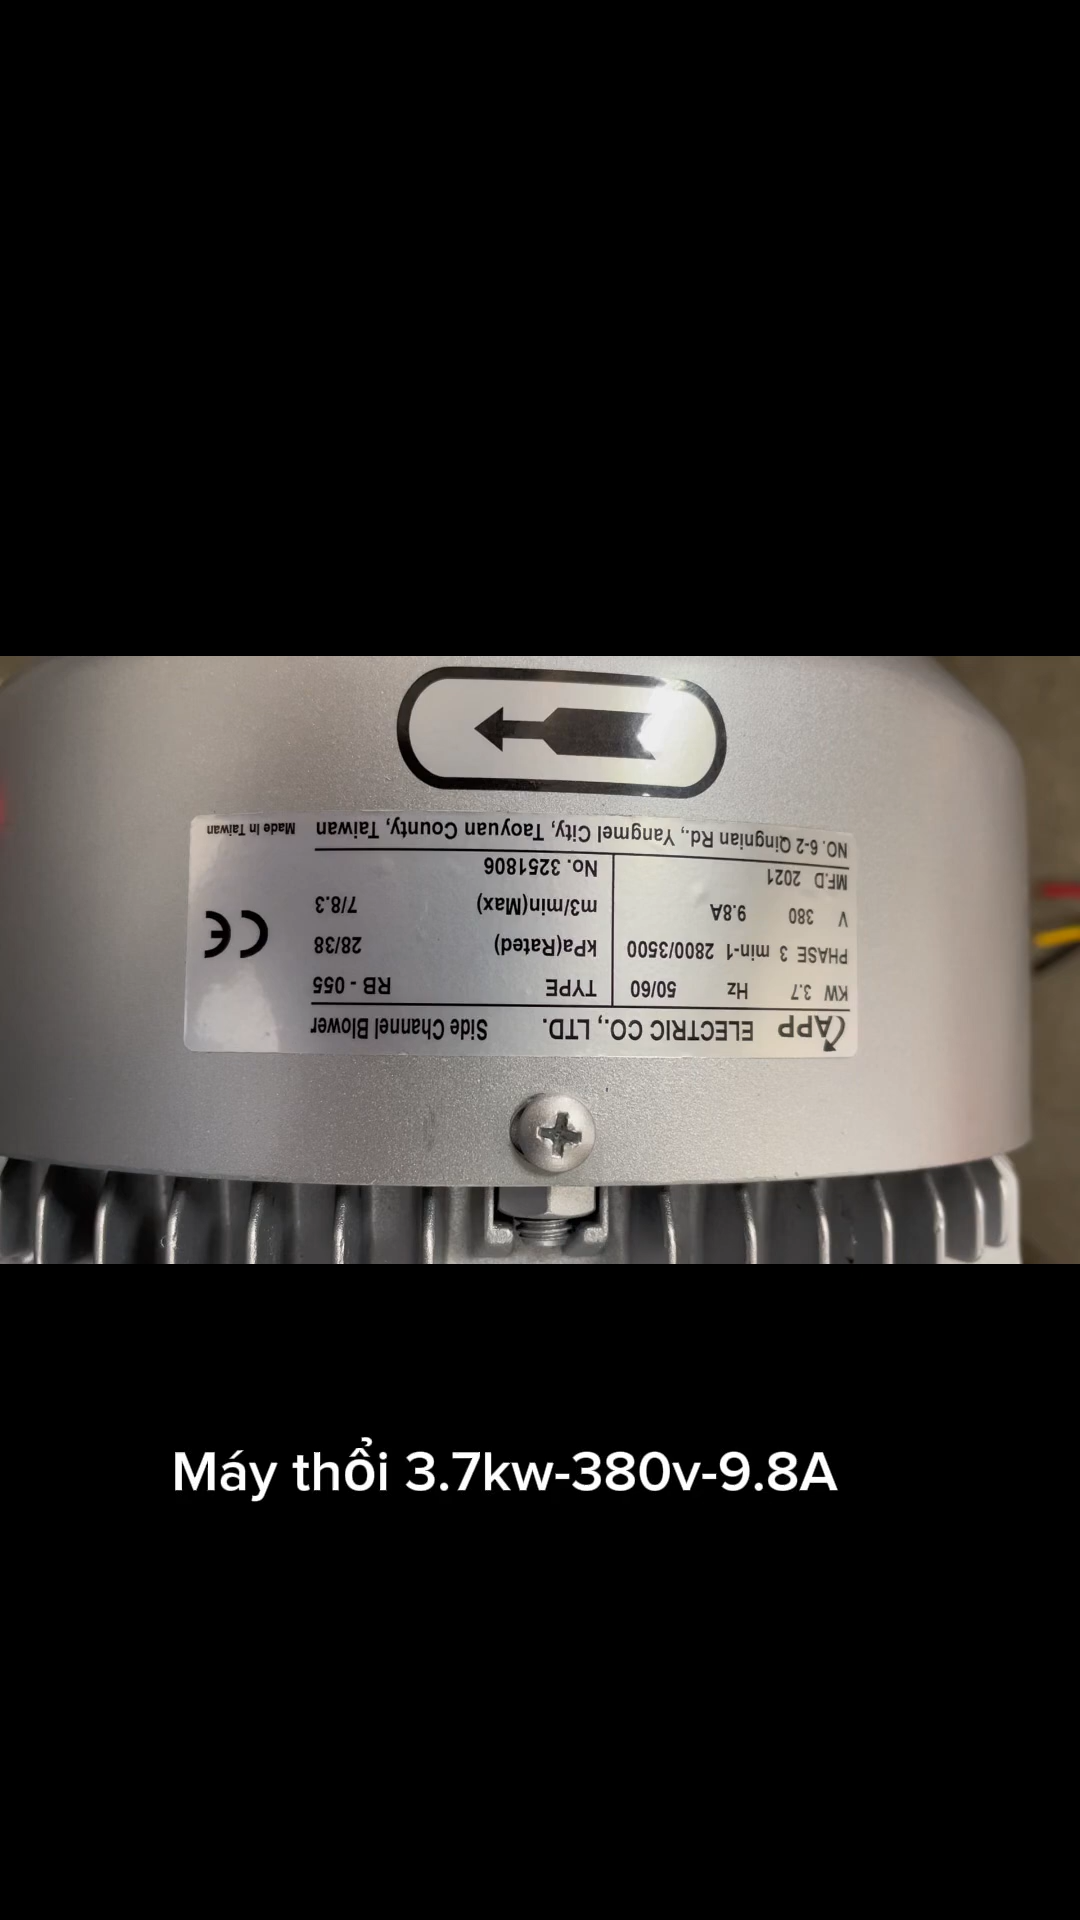 APP ELECTRIC CO., LTD. Side Channel Blower
KW 3.7 Hz 50/60 TYPE RB - 055
PHASE 3 min-1 2800/3500 kPa(Rated) 28/38
V 380 9.8A m3/min(Max) 7/8.3
MF.D 2021 No. 3251806
CE
NO. 6-2 Qingnian Rd., Yangmel City, Taoyuan County, Taiwan Made In Taiwan
Máy thổi 3.7kw-380v-9.8A